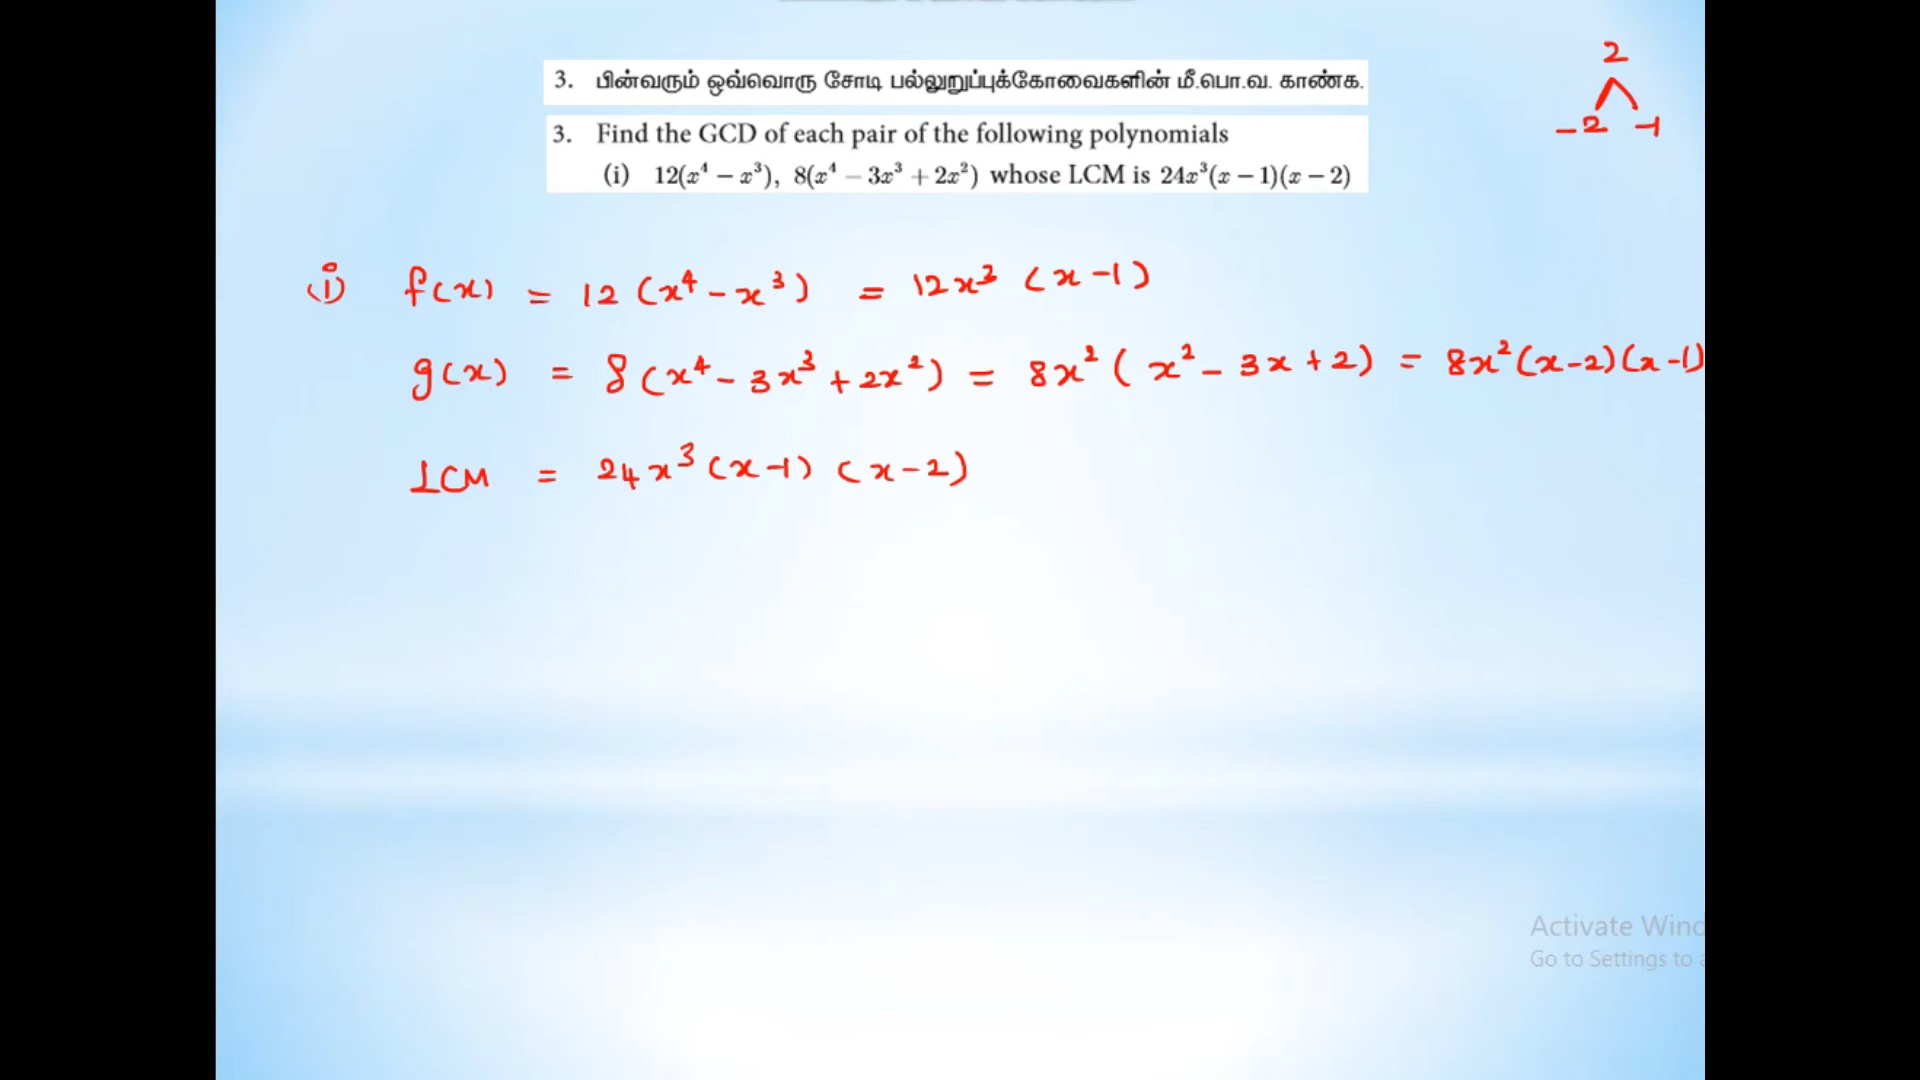 3. பின்வரும் ஒவ்வொரு சோடி பல்லுறுப்புக்கோவைகளின் மீ.பொ.வ. காண்க.
3. Find the GCD of each pair of the following polynomials
(i) 12(x⁴ − x³), 8(x⁴ − 3x³ + 2x²) whose LCM is 24x³(x − 1)(x − 2)
2
-2 -1
(i) f(x) = 12 (x⁴ - x³) = 12x³ (x-1)
g(x) = 8(x⁴ - 3x³ + 2x²) = 8x² (x² - 3x + 2) = 8x²(x-2)(x-1)
LCM = 24x³(x-1) (x-2)
Activate Winc
Go to Settings to